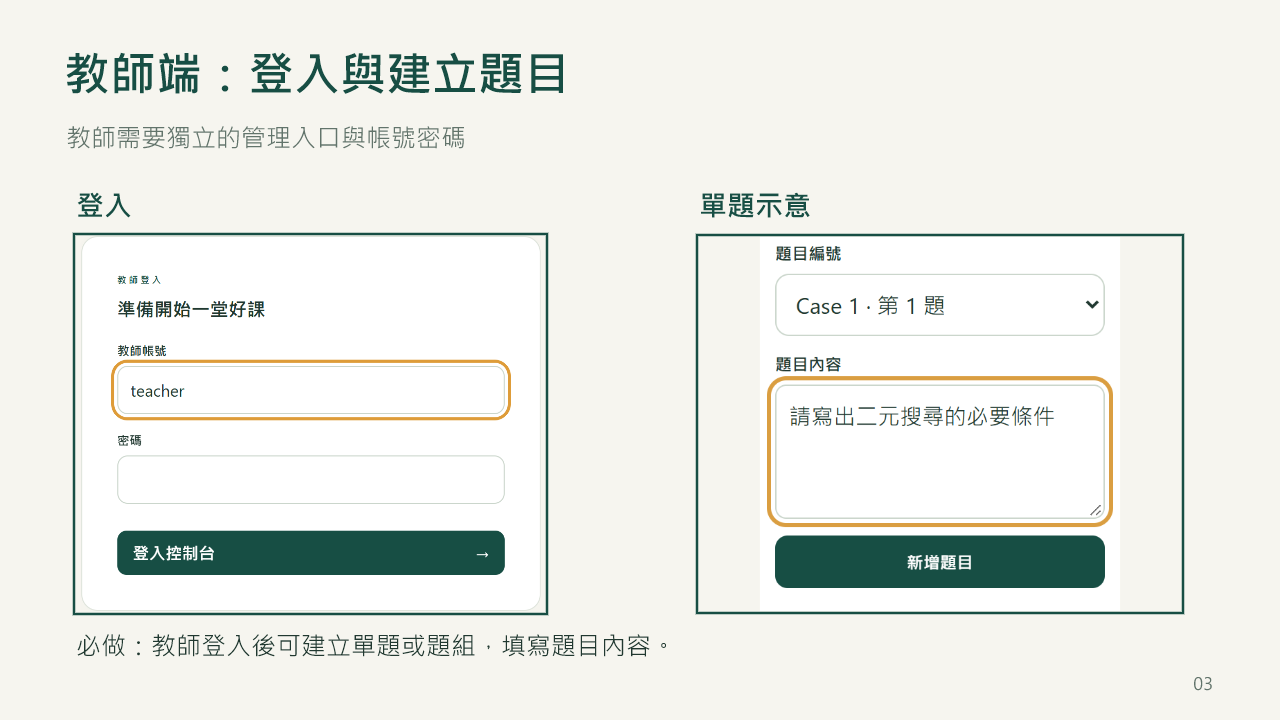 教師端：登入與建立題目
教師需要獨立的管理入口與帳號密碼
登入
教師登入
準備開始一堂好課
教師帳號
teacher
密碼
登入控制台 →
單題示意
題目編號
Case 1 · 第 1 題
題目內容
請寫出二元搜尋的必要條件
新增題目
必做：教師登入後可建立單題或題組，填寫題目內容。
03